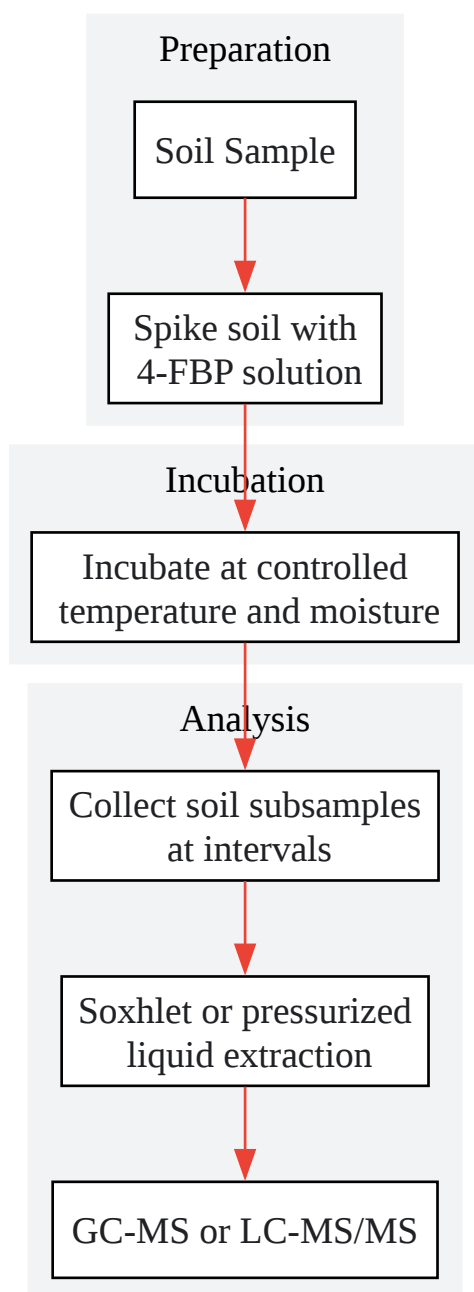 Preparation
Soil Sample
Spike soil with
4-FBP solution
Incubation
Incubate at controlled
temperature and moisture
Analysis
Collect soil subsamples
at intervals
Soxhlet or pressurized
liquid extraction
GC-MS or LC-MS/MS